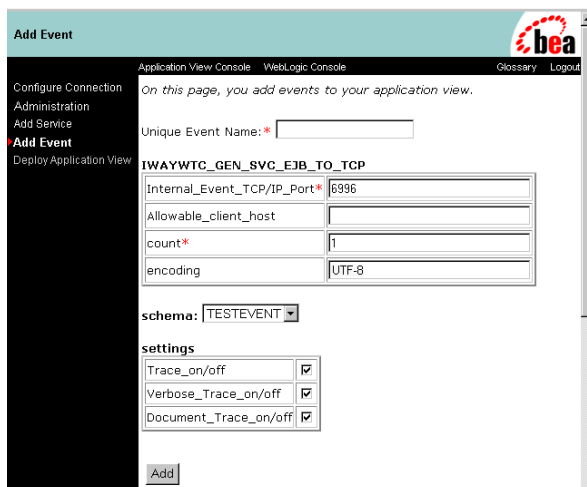 Add Event
bea
Application View Console WebLogic Console Glossary Logout
Configure Connection
Administration
Add Service
Add Event
Deploy Application View
On this page, you add events to your application view.
Unique Event Name:*
IWAYWTC_GEN_SVC_EJB_TO_TCP
Internal_Event_TCP/IP_Port* 6996
Allowable_client_host
count* 1
encoding UTF-8
schema: TESTEVENT
settings
Trace_on/off
Verbose_Trace_on/off
Document_Trace_on/off
Add